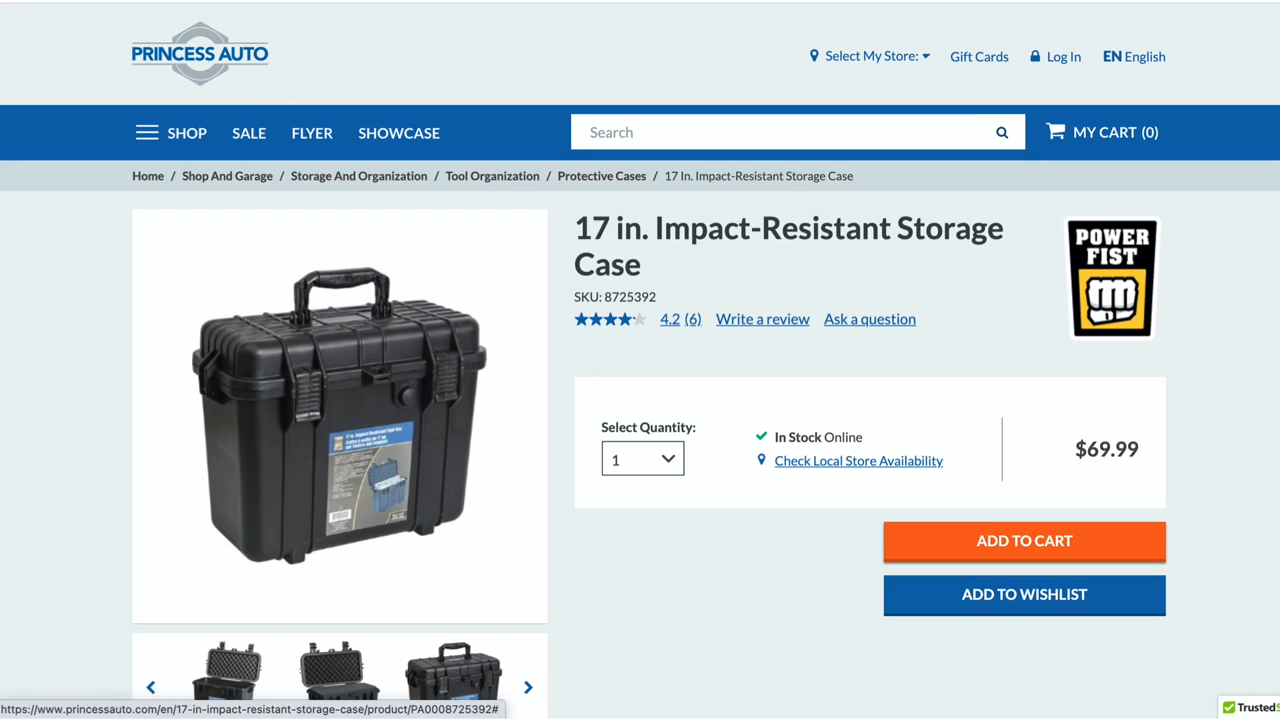 PRINCESS AUTO
Select My Store:
Gift Cards
Log In
EN English
SHOP
SALE
FLYER
SHOWCASE
Search
MY CART (0)
Home / Shop And Garage / Storage And Organization / Tool Organization / Protective Cases / 17 In. Impact-Resistant Storage Case
17 in. Impact-Resistant Storage
Case
POWER
FIST
SKU: 8725392
4.2 (6) Write a review Ask a question
Select Quantity:
1
In Stock Online
Check Local Store Availability
$69.99
ADD TO CART
ADD TO WISHLIST
https://www.princessauto.com/en/17-in-impact-resistant-storage-case/product/PA0008725392#